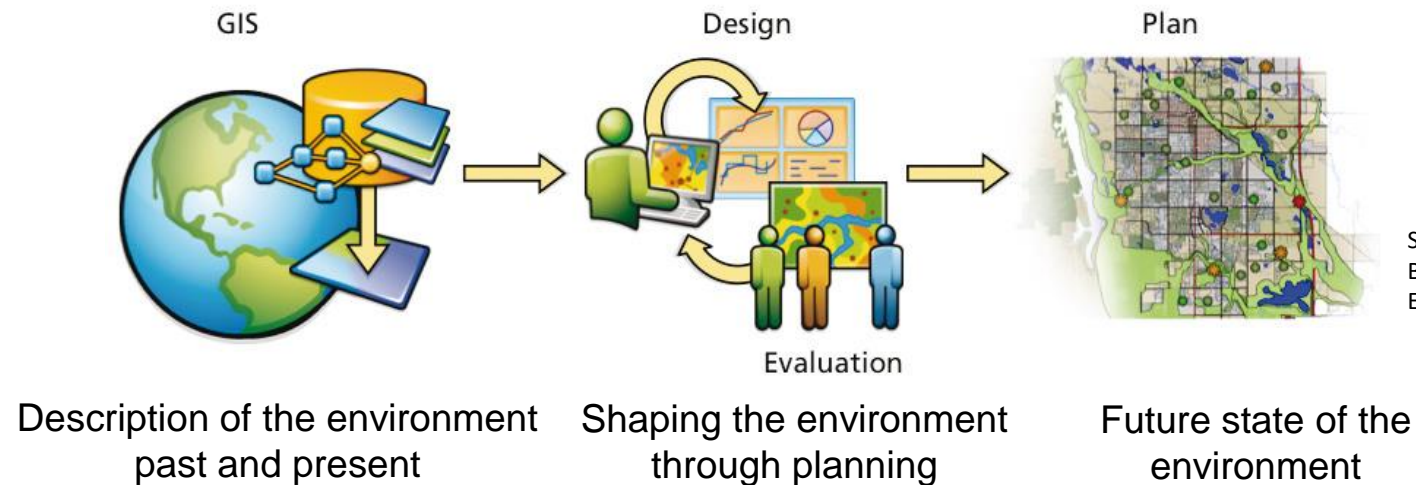 GIS
Design
Plan
Evaluation
Description of the environment
past and present
Shaping the environment
through planning
Future state of the
environment